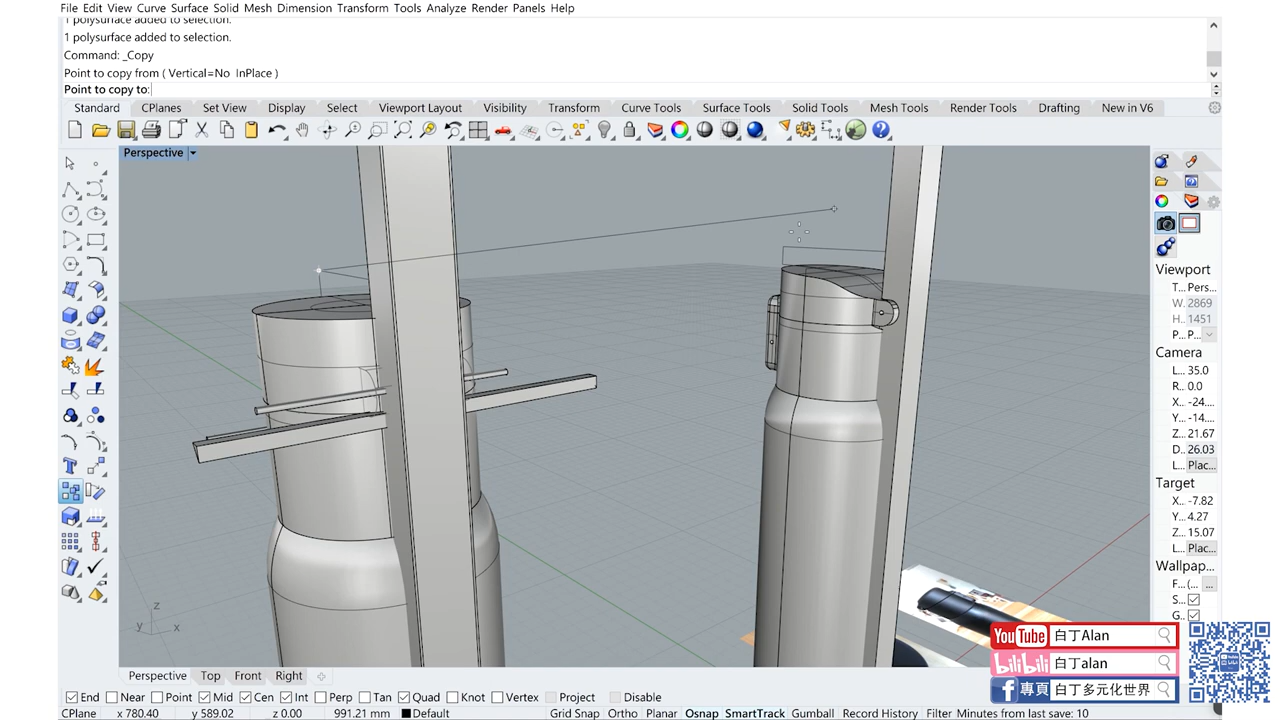 File Edit View Curve Surface Solid Mesh Dimension Transform Tools Analyze Render Panels Help
1 polysurface added to selection.
1 polysurface added to selection.
Command: _Copy
Point to copy from ( Vertical=No InPlace )
Point to copy to:
Standard CPlanes Set View Display Select Viewport Layout Visibility Transform Curve Tools Surface Tools Solid Tools Mesh Tools Render Tools Drafting New in V6
Perspective
Viewport
T... Pers...
W. 2869
H... 1451
P... P...
Camera
L... 35.0
R... 0.0
X... -24....
Y... -14....
Z... 21.67
D.. 26.03
L... Plac...
Target
X... -7.82
Y... 4.27
Z... 15.07
L... Plac...
Wallpap...
F... (... ...
S...
G...
z
y x
YouTube 白丁Alan
bilibili 白丁alan
f 專頁 白丁多元化世界
Perspective Top Front Right
End Near Point Mid Cen Int Perp Tan Quad Knot Vertex Project Disable
CPlane x 780.40 y 589.02 z 0.00 991.21 mm Default Grid Snap Ortho Planar Osnap SmartTrack Gumball Record History Filter Minutes from last save: 10